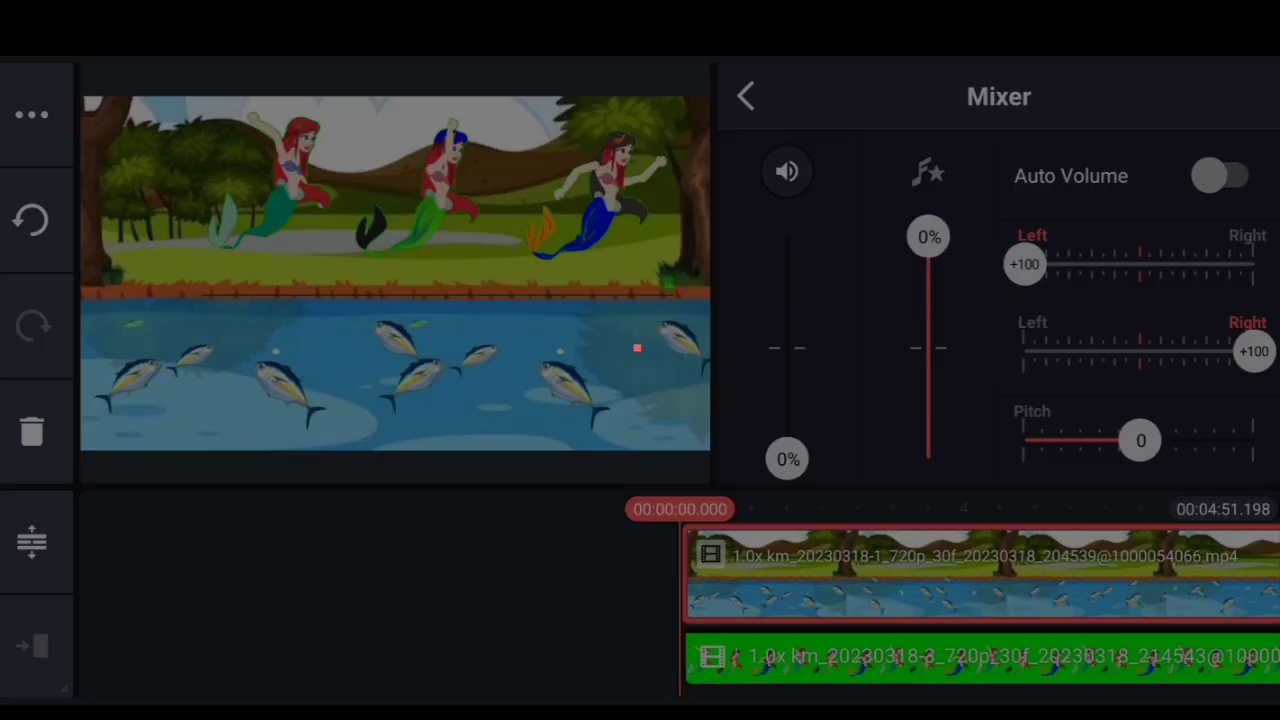 Mixer
Auto Volume
0%
Left Right
+100
Left Right
+100
Pitch
0
0%
00:00:00.000
4
00:04:51.198
1.0x km_20230318-1_720p_30f_20230318_204539@1000054066.mp4
1.0x km_20230318-3_720p_30f_20230318_214543@10000